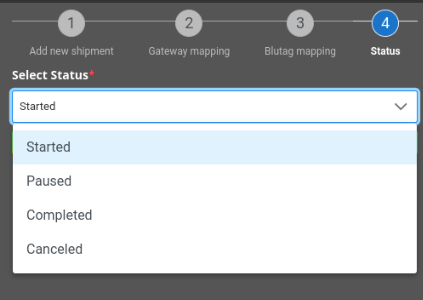 1 2 3 4
Add new shipment Gateway mapping Blutag mapping Status
Select Status*
Started
Started
Paused
Completed
Canceled